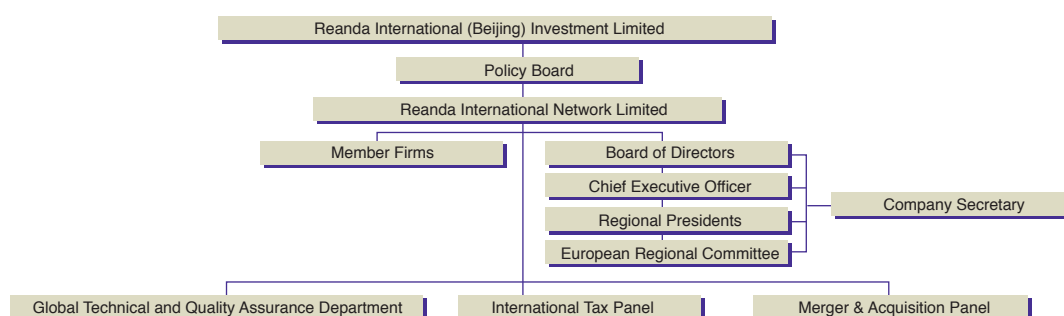 Reanda International (Beijing) Investment Limited
Policy Board
Reanda International Network Limited
Member Firms
Board of Directors
Chief Executive Officer
Regional Presidents
European Regional Committee
Company Secretary
Global Technical and Quality Assurance Department
International Tax Panel
Merger & Acquisition Panel